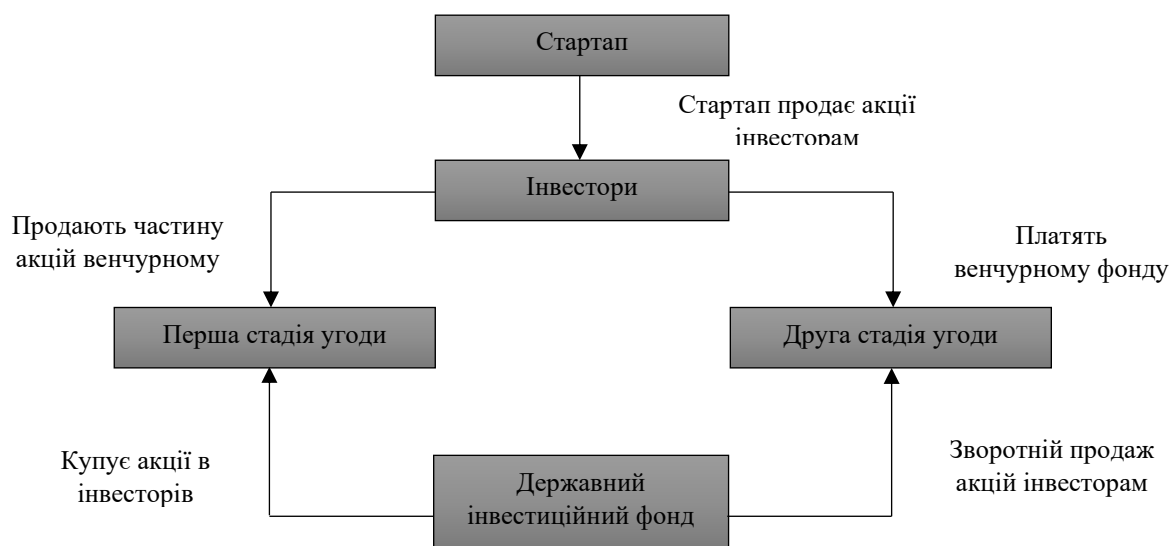 Стартап
Стартап продає акції
інвесторам
Інвестори
Продають частину
акцій венчурному
Платять
венчурному фонду
Перша стадія угоди
Друга стадія угоди
Купує акції в
інвесторів
Державний
інвестиційний фонд
Зворотній продаж
акцій інвесторам